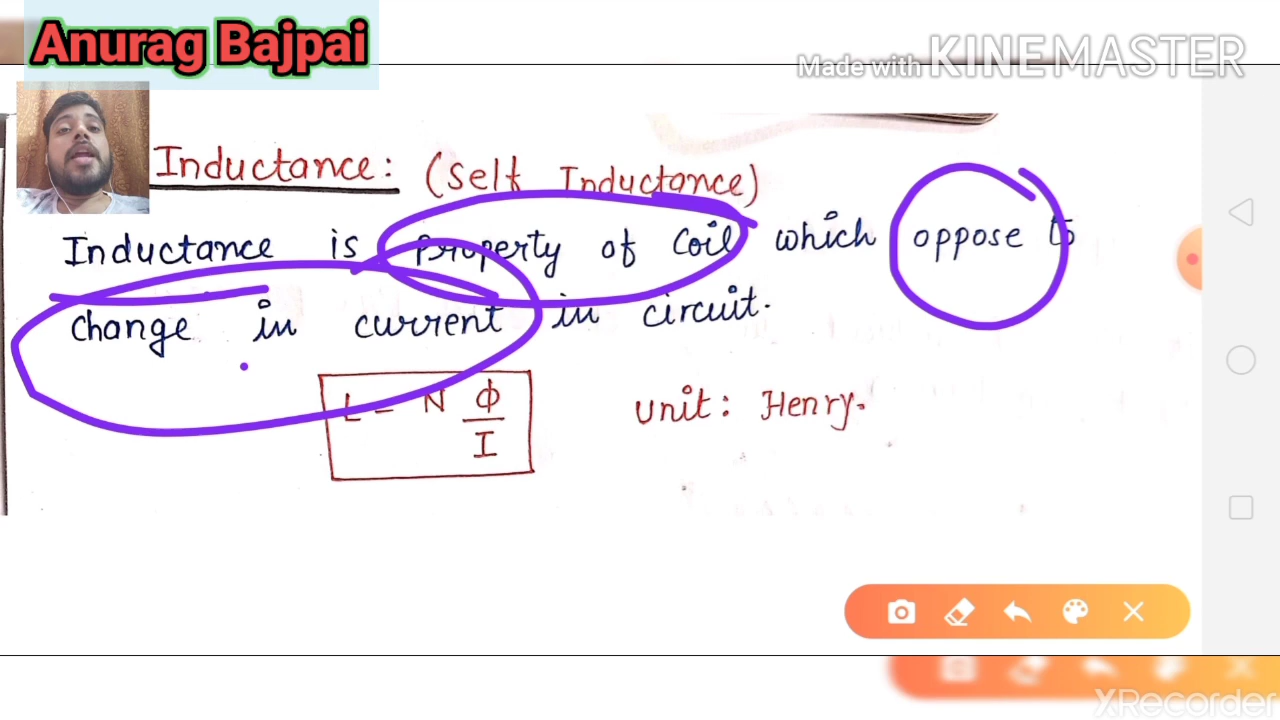 Anurag Bajpai
Made with KINEMASTER
Inductance: (Self Inductance)
Inductance is property of coil which oppose to
change in current in circuit.
L = N Φ/I
unit: Henry.
XRecorder